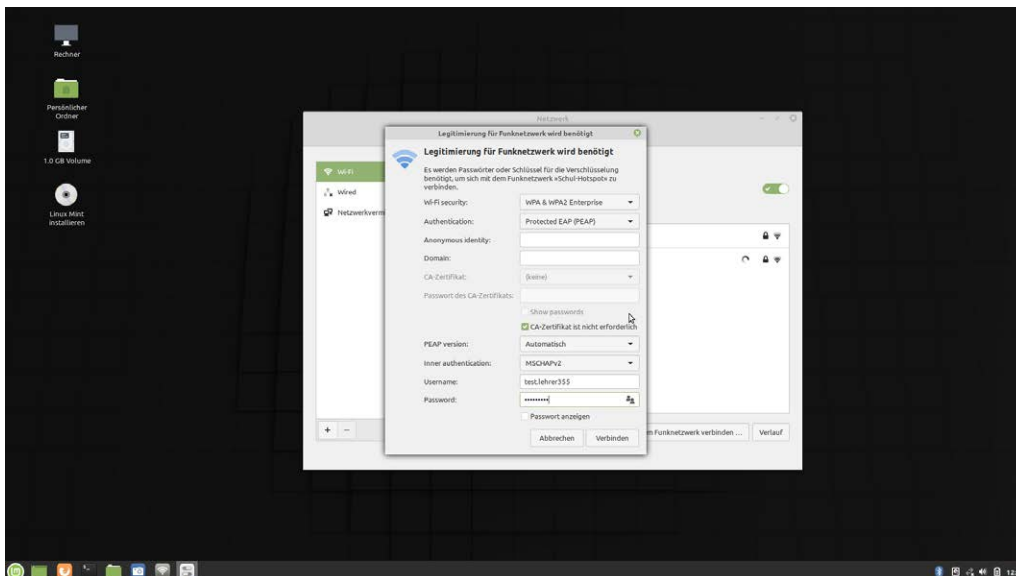 Rechner
Persönlicher
Ordner
1.0 GB Volume
Linux Mint
installieren
Netzwerk
Wi-Fi
Wired
Netzwerkverm
Legitimierung für Funknetzwerk wird benötigt
Legitimierung für Funknetzwerk wird benötigt
Es werden Passwörter oder Schlüssel für die Verschlüsselung
benötigt, um sich mit dem Funknetzwerk »Schul-Hotspot« zu
verbinden.
Wi-Fi security: WPA & WPA2 Enterprise
Authentication: Protected EAP (PEAP)
Anonymous identity:
Domain:
CA-Zertifikat: (keine)
Passwort des CA-Zertifikats:
Show passwords
CA-Zertifikat ist nicht erforderlich
PEAP version: Automatisch
Inner authentication: MSCHAPv2
Username: test.lehrer355
Password: •••••••••
Passwort anzeigen
Abbrechen Verbinden
m Funknetzwerk verbinden ... Verlauf
12: